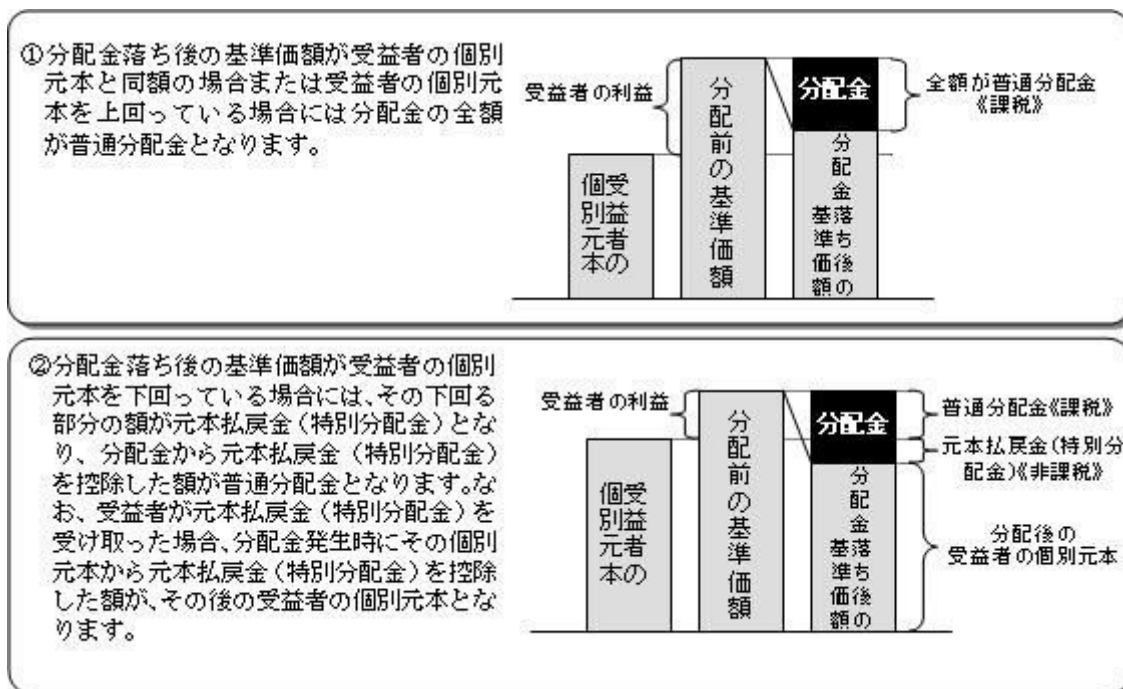 ①分配金落ち後の基準価額が受益者の個別
元本と同額の場合または受益者の個別元
本を上回っている場合には分配金の全額
が普通分配金となります。
受益者の利益
受益者の
個別元本
分配前の基準価額
分配金
分配金落ち後の
基準価額
全額が普通分配金
《課税》
②分配金落ち後の基準価額が受益者の個別
元本を下回っている場合には、その下回る
部分の額が元本払戻金(特別分配金)とな
り、分配金から元本払戻金(特別分配金)
を控除した額が普通分配金となります。な
お、受益者が元本払戻金(特別分配金)を
受け取った場合、分配金発生時にその個別
元本から元本払戻金(特別分配金)を控除
した額が、その後の受益者の個別元本とな
ります。
受益者の利益
受益者の
個別元本
分配前の基準価額
分配金
分配金落ち後の
基準価額
普通分配金《課税》
元本払戻金(特別分
配金)《非課税》
分配後の
受益者の個別元本